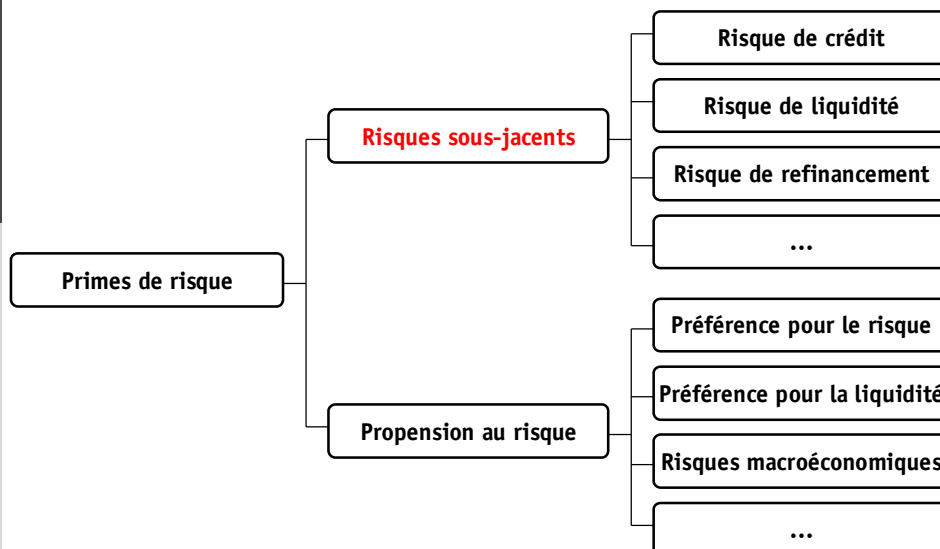 Risque de crédit
Risque de liquidité
Risques sous-jacents
Risque de refinancement
...
Primes de risque
Préférence pour le risque
Préférence pour la liquidité
Propension au risque
Risques macroéconomiques
...